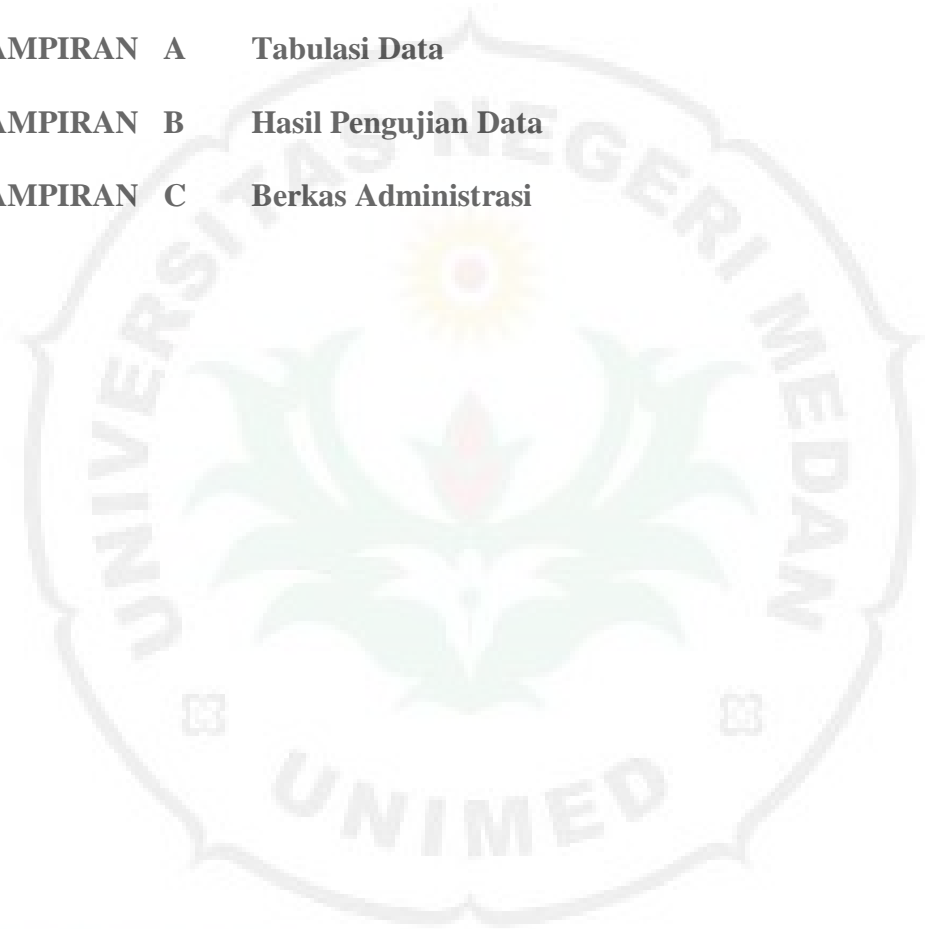 AMPIRAN A Tabulasi Data
AMPIRAN B Hasil Pengujian Data
AMPIRAN C Berkas Administrasi
UNIVERSITAS NEGERI MEDAN
UNIMED